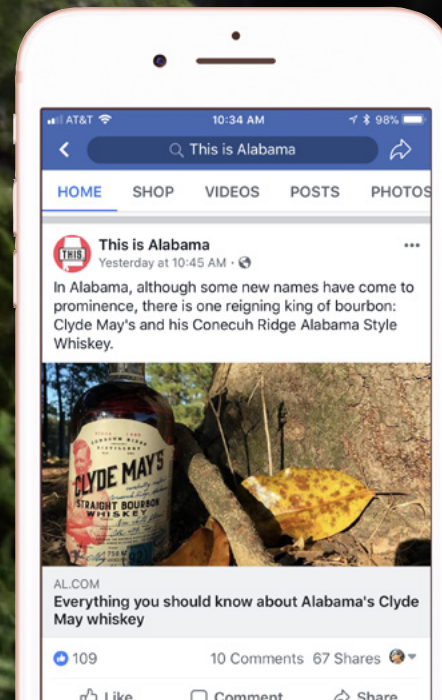 AT&T 10:34 AM 98%
This is Alabama
HOME SHOP VIDEOS POSTS PHOTOS
THIS
This is Alabama
Yesterday at 10:45 AM ·
In Alabama, although some new names have come to
prominence, there is one reigning king of bourbon:
Clyde May's and his Conecuh Ridge Alabama Style
Whiskey.
CONECUH RIDGE
DISTILLERY
CLYDE MAY'S
STRAIGHT BOURBON
WHISKEY
AL.COM
Everything you should know about Alabama's Clyde
May whiskey
109 10 Comments 67 Shares
Like Comment Share